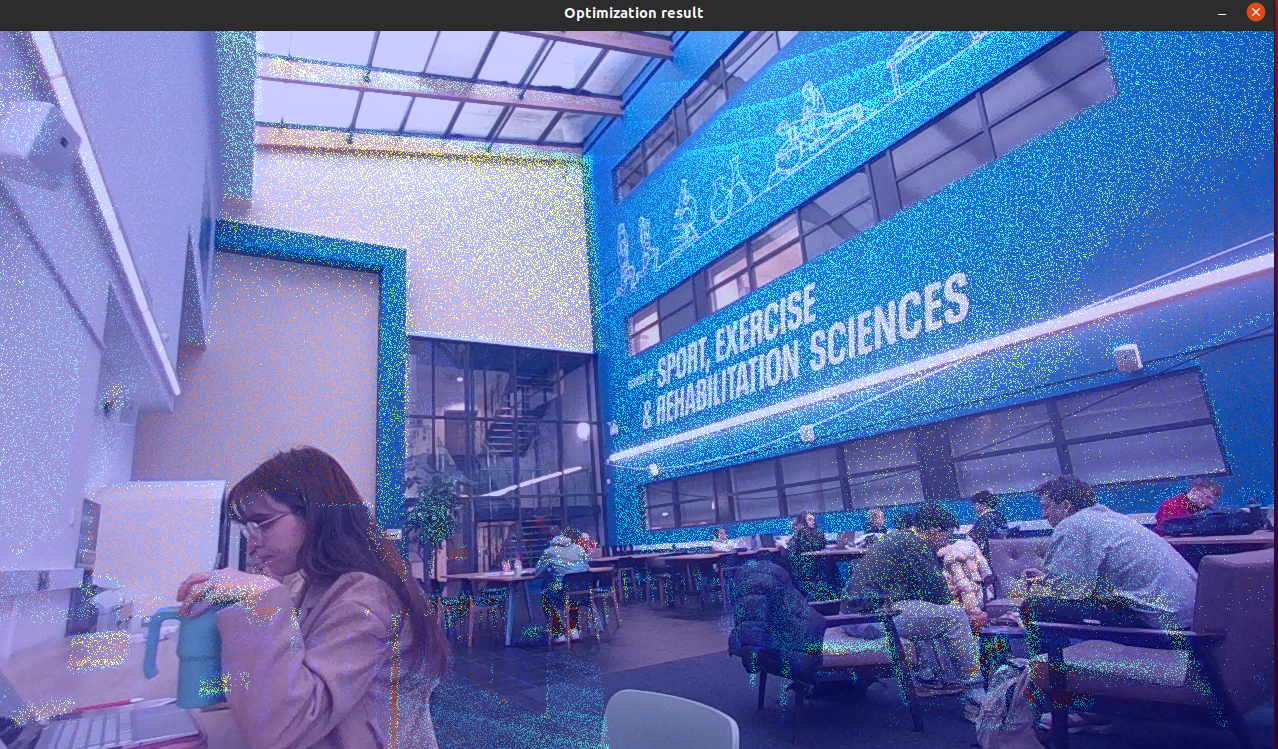 Optimization result
SPORT, EXERCISE
& REHABILITATION SCIENCES